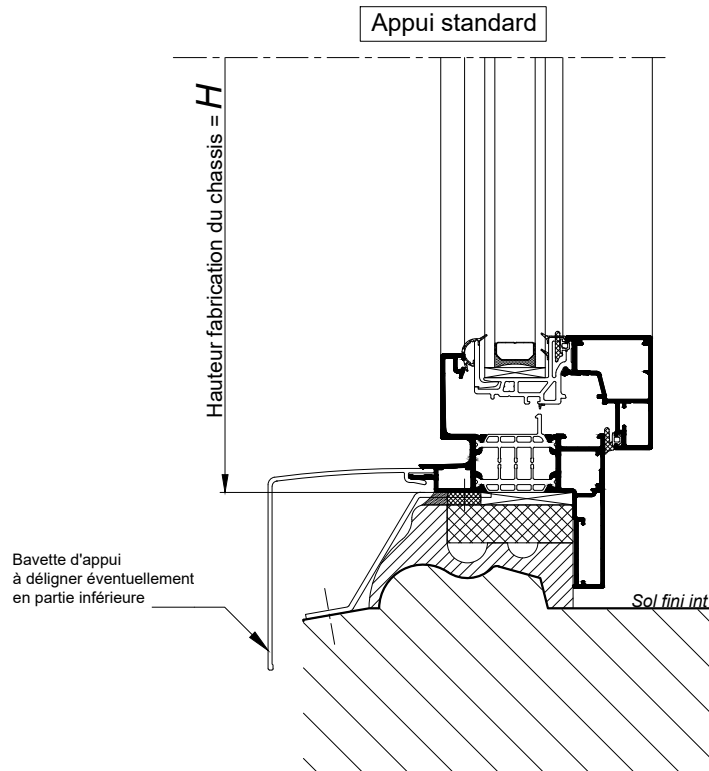 Appui standard
Hauteur fabrication du chassis = H
Bavette d'appui
à déligner éventuellement
en partie inférieure
Sol fini int